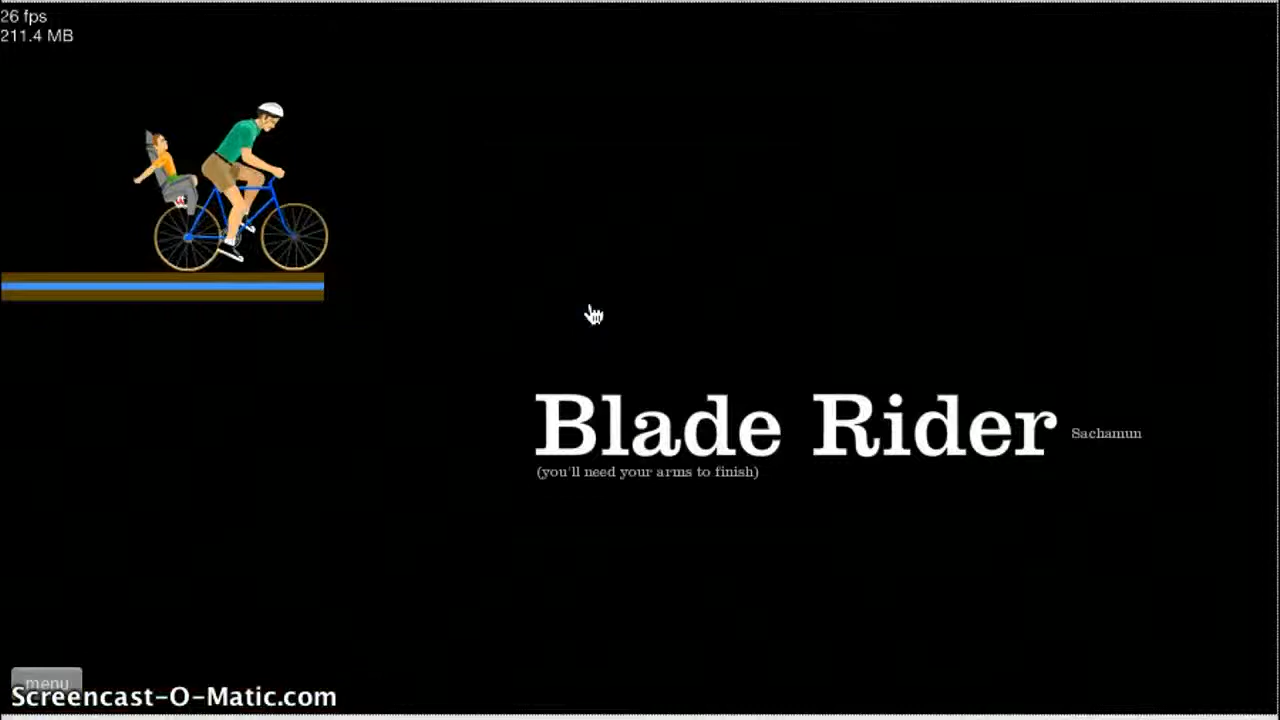 26 fps
211.4 MB
Blade Rider Sachamun
(you'll need your arms to finish)
menu
Screencast-O-Matic.com